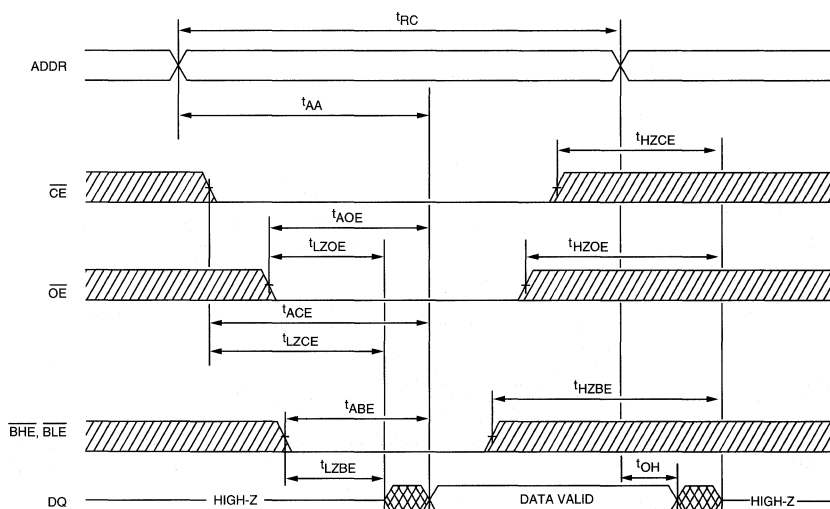 tRC
ADDR
tAA
tHZCE
CE
tAOE
tLZOE
tHZOE
OE
tACE
tLZCE
tHZBE
tABE
BHE, BLE
tLZBE
tOH
DQ HIGH-Z DATA VALID HIGH-Z